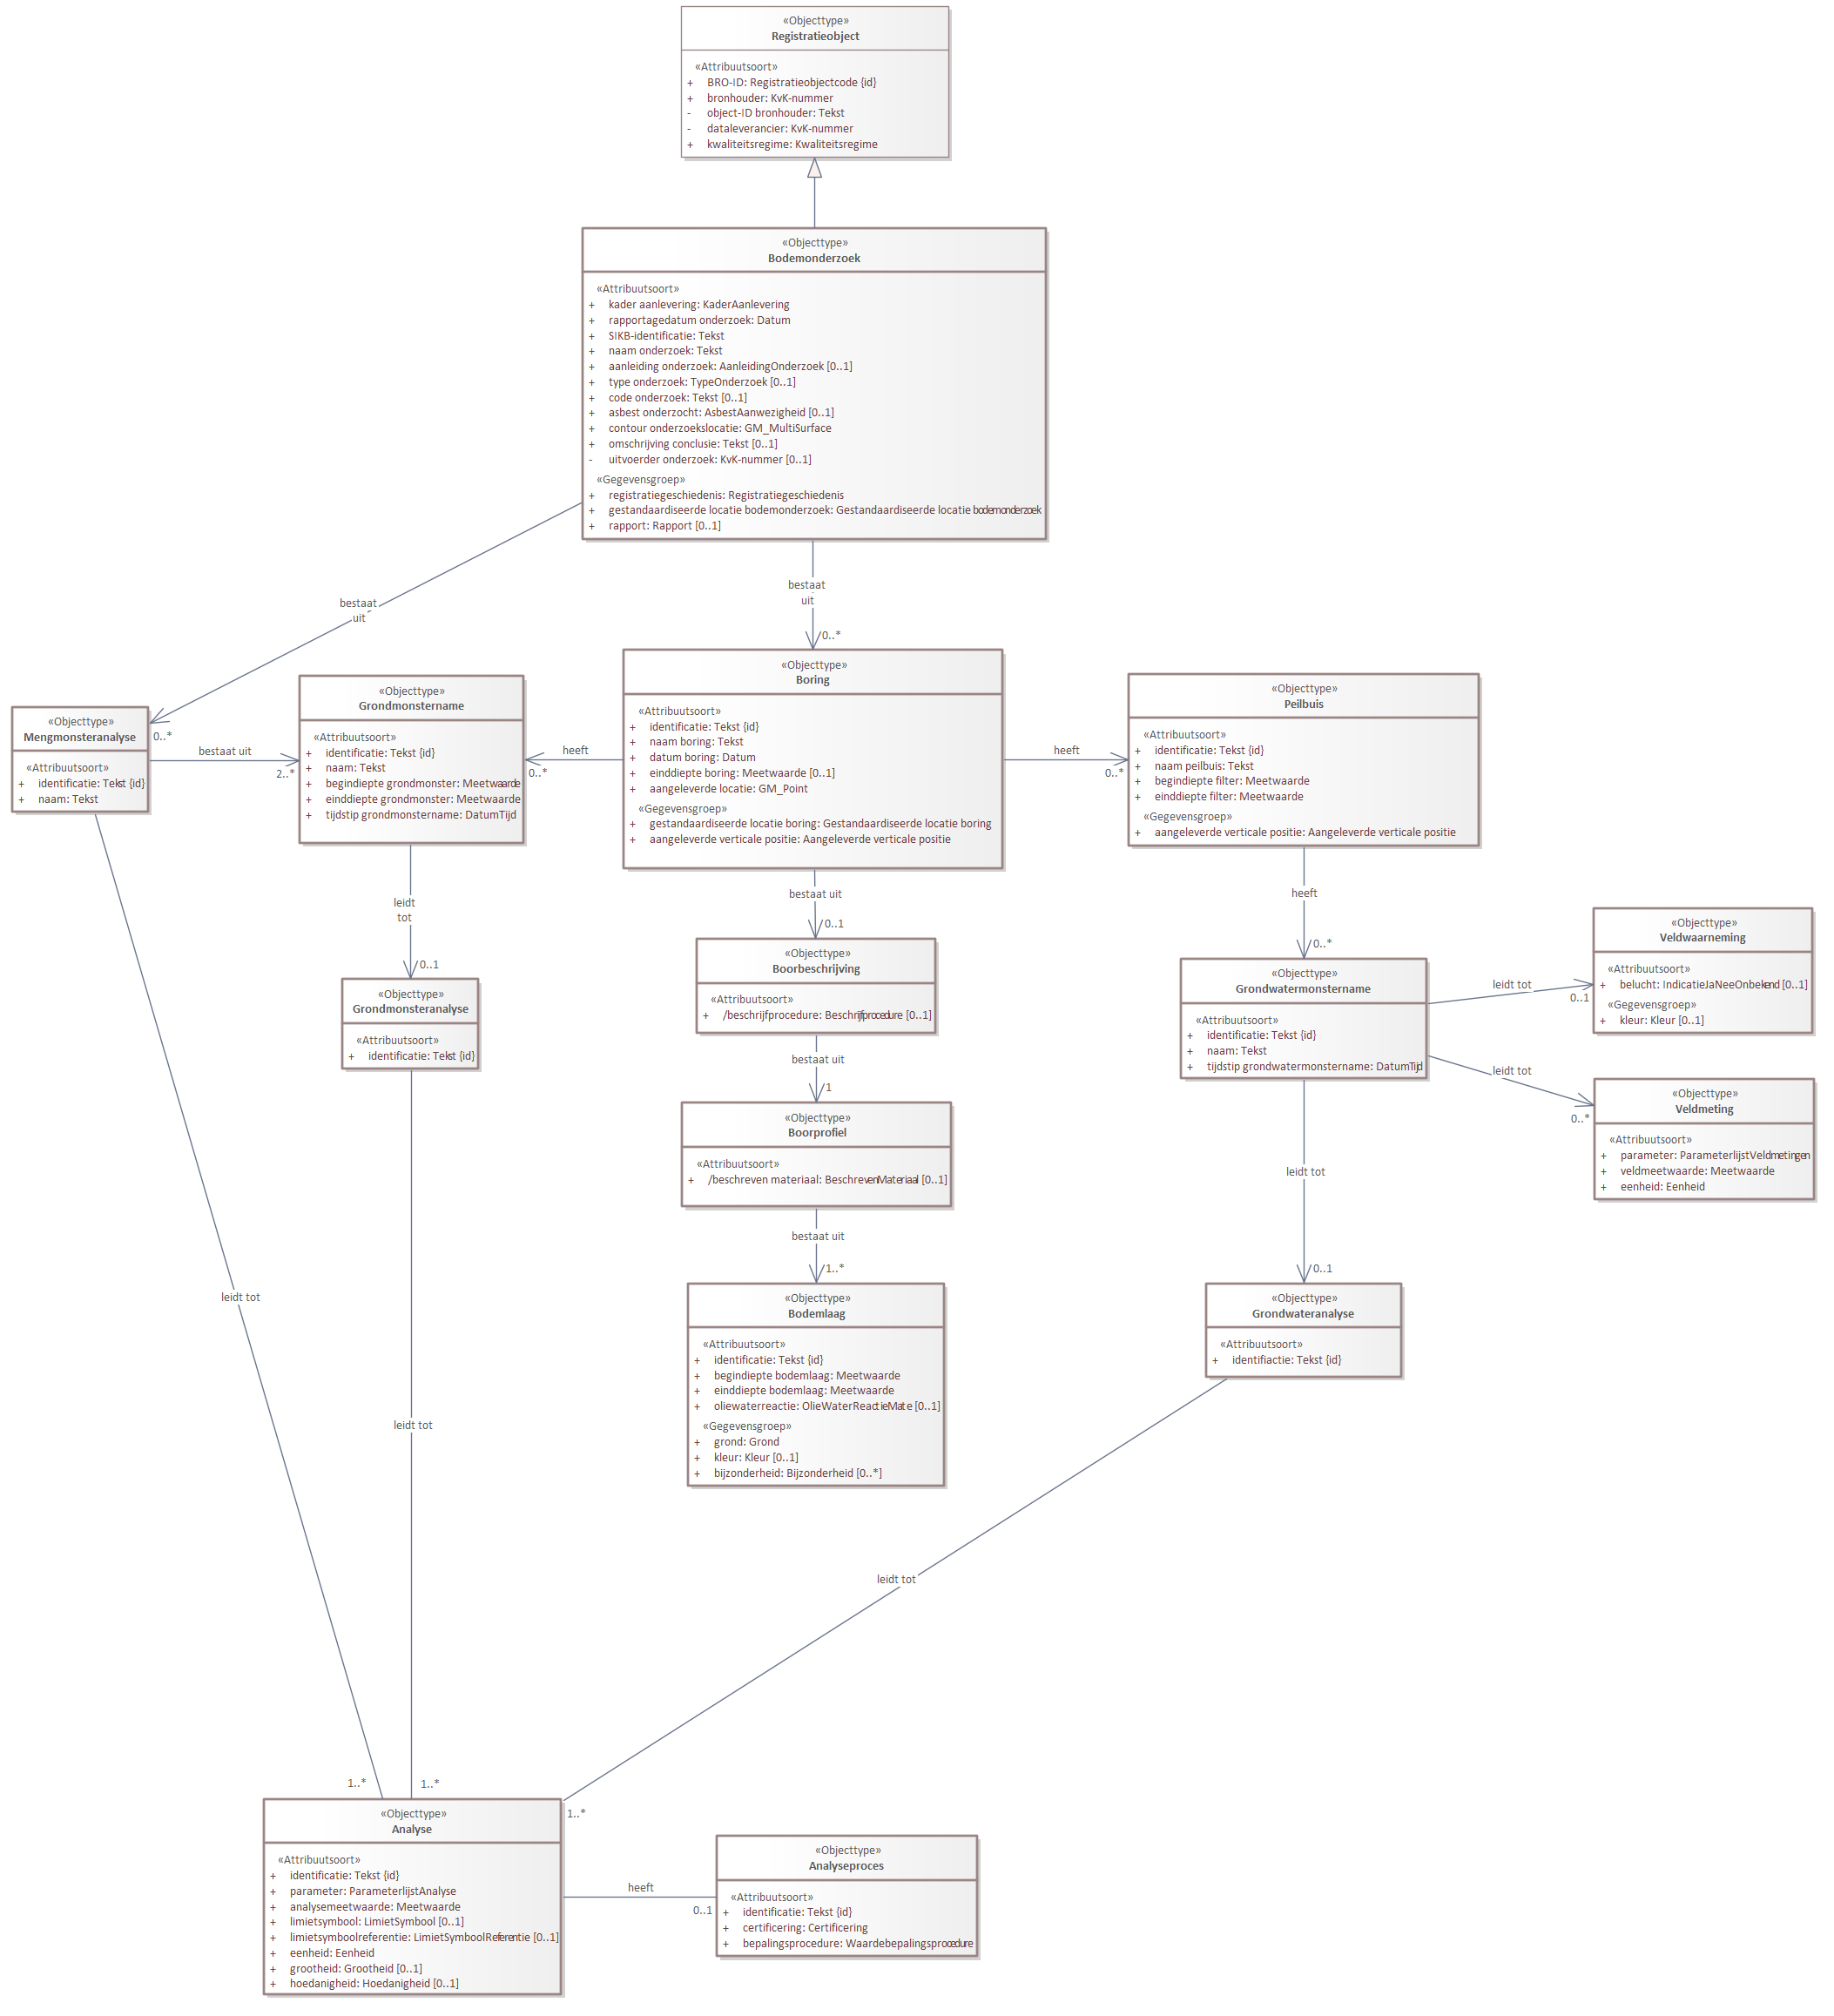 «Objecttype»
Registratieobject
«Attribuutsoort»
+ BRO-ID: Registratieobjectcode {id}
+ bronhouder: KvK-nummer
- object-ID bronhouder: Tekst
- dataleverancier: KvK-nummer
+ kwaliteitsregime: Kwaliteitsregime
«Objecttype»
Bodemonderzoek
«Attribuutsoort»
+ kader aanlevering: KaderAanlevering
+ rapportagedatum onderzoek: Datum
+ SIKB-identificatie: Tekst
+ naam onderzoek: Tekst
+ aanleiding onderzoek: AanleidingOnderzoek [0..1]
+ type onderzoek: TypeOnderzoek [0..1]
+ code onderzoek: Tekst [0..1]
+ asbest onderzocht: AsbestAanwezigheid [0..1]
+ contour onderzoekslocatie: GM_MultiSurface
+ omschrijving conclusie: Tekst [0..1]
- uitvoerder onderzoek: KvK-nummer [0..1]
«Gegevensgroep»
+ registratiegeschiedenis: Registratiegeschiedenis
+ gestandaardiseerde locatie bodemonderzoek: Gestandaardiseerde locatie bodemonderzoek
+ rapport: Rapport [0..1]
bestaat
uit
0..*
bestaat
uit
0..*
«Objecttype»
Mengmonsteranalyse
«Attribuutsoort»
+ identificatie: Tekst {id}
+ naam: Tekst
bestaat uit
2..*
«Objecttype»
Grondmonstername
«Attribuutsoort»
+ identificatie: Tekst {id}
+ naam: Tekst
+ begindiepte grondmonster: Meetwaarde
+ einddiepte grondmonster: Meetwaarde
+ tijdstip grondmonstername: DatumTijd
heeft
0..*
«Objecttype»
Boring
«Attribuutsoort»
+ identificatie: Tekst {id}
+ naam boring: Tekst
+ datum boring: Datum
+ einddiepte boring: Meetwaarde [0..1]
+ aangeleverde locatie: GM_Point
«Gegevensgroep»
+ gestandaardiseerde locatie boring: Gestandaardiseerde locatie boring
+ aangeleverde verticale positie: Aangeleverde verticale positie
heeft
0..*
«Objecttype»
Peilbuis
«Attribuutsoort»
+ identificatie: Tekst {id}
+ naam peilbuis: Tekst
+ begindiepte filter: Meetwaarde
+ einddiepte filter: Meetwaarde
«Gegevensgroep»
+ aangeleverde verticale positie: Aangeleverde verticale positie
leidt
tot
0..1
«Objecttype»
Grondmonsteranalyse
«Attribuutsoort»
+ identificatie: Tekst {id}
bestaat uit
0..1
«Objecttype»
Boorbeschrijving
«Attribuutsoort»
+ /beschrijfprocedure: Beschrijfprocedure [0..1]
bestaat uit
1
«Objecttype»
Boorprofiel
«Attribuutsoort»
+ /beschreven materiaal: BeschrevenMateriaal [0..1]
bestaat uit
1..*
«Objecttype»
Bodemlaag
«Attribuutsoort»
+ identificatie: Tekst {id}
+ begindiepte bodemlaag: Meetwaarde
+ einddiepte bodemlaag: Meetwaarde
+ oliewaterreactie: OlieWaterReactieMate [0..1]
«Gegevensgroep»
+ grond: Grond
+ kleur: Kleur [0..1]
+ bijzonderheid: Bijzonderheid [0..*]
heeft
0..*
«Objecttype»
Grondwatermonstername
«Attribuutsoort»
+ identificatie: Tekst {id}
+ naam: Tekst
+ tijdstip grondwatermonstername: DatumTijd
leidt tot
0..1
«Objecttype»
Veldwaarneming
«Attribuutsoort»
+ belucht: IndicatieJaNeeOnbekend [0..1]
«Gegevensgroep»
+ kleur: Kleur [0..1]
leidt tot
0..*
«Objecttype»
Veldmeting
«Attribuutsoort»
+ parameter: ParameterlijstVeldmetingen
+ veldmeetwaarde: Meetwaarde
+ eenheid: Eenheid
leidt tot
0..1
«Objecttype»
Grondwateranalyse
«Attribuutsoort»
+ identifiactie: Tekst {id}
leidt tot
1..*
leidt tot
1..*
leidt tot
1..*
«Objecttype»
Analyse
«Attribuutsoort»
+ identificatie: Tekst {id}
+ parameter: ParameterlijstAnalyse
+ analysemeetwaarde: Meetwaarde
+ limietsymbool: LimietSymbool [0..1]
+ limietsymboolreferentie: LimietSymboolReferentie [0..1]
+ eenheid: Eenheid
+ grootheid: Grootheid [0..1]
+ hoedanigheid: Hoedanigheid [0..1]
heeft
0..1
«Objecttype»
Analyseproces
«Attribuutsoort»
+ identificatie: Tekst {id}
+ certificering: Certificering
+ bepalingsprocedure: Waardebepalingsprocedure